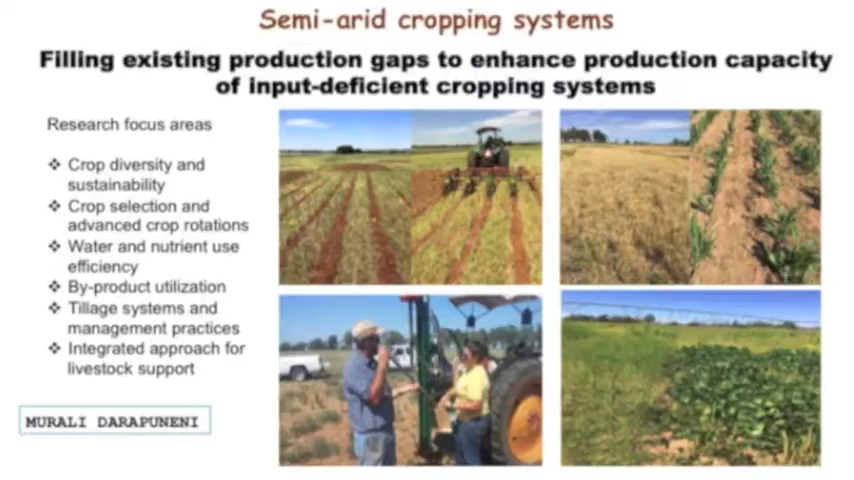 Semi-arid cropping systems
Filling existing production gaps to enhance production capacity
of input-deficient cropping systems
Research focus areas
❖ Crop diversity and
sustainability
❖ Crop selection and
advanced crop rotations
❖ Water and nutrient use
efficiency
❖ By-product utilization
❖ Tillage systems and
management practices
❖ Integrated approach for
livestock support
MURALI DARAPUNENI